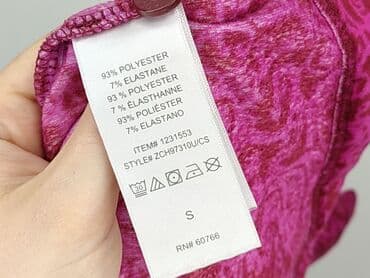 93% POLYESTER
7% ELASTANE
93 % POLYESTER
7 % ÉLASTHANNE
93% POLIÉSTER
7% ELASTANO
ITEM# 1231553
STYLE# ZCH97310U/CS
S
RN# 60766